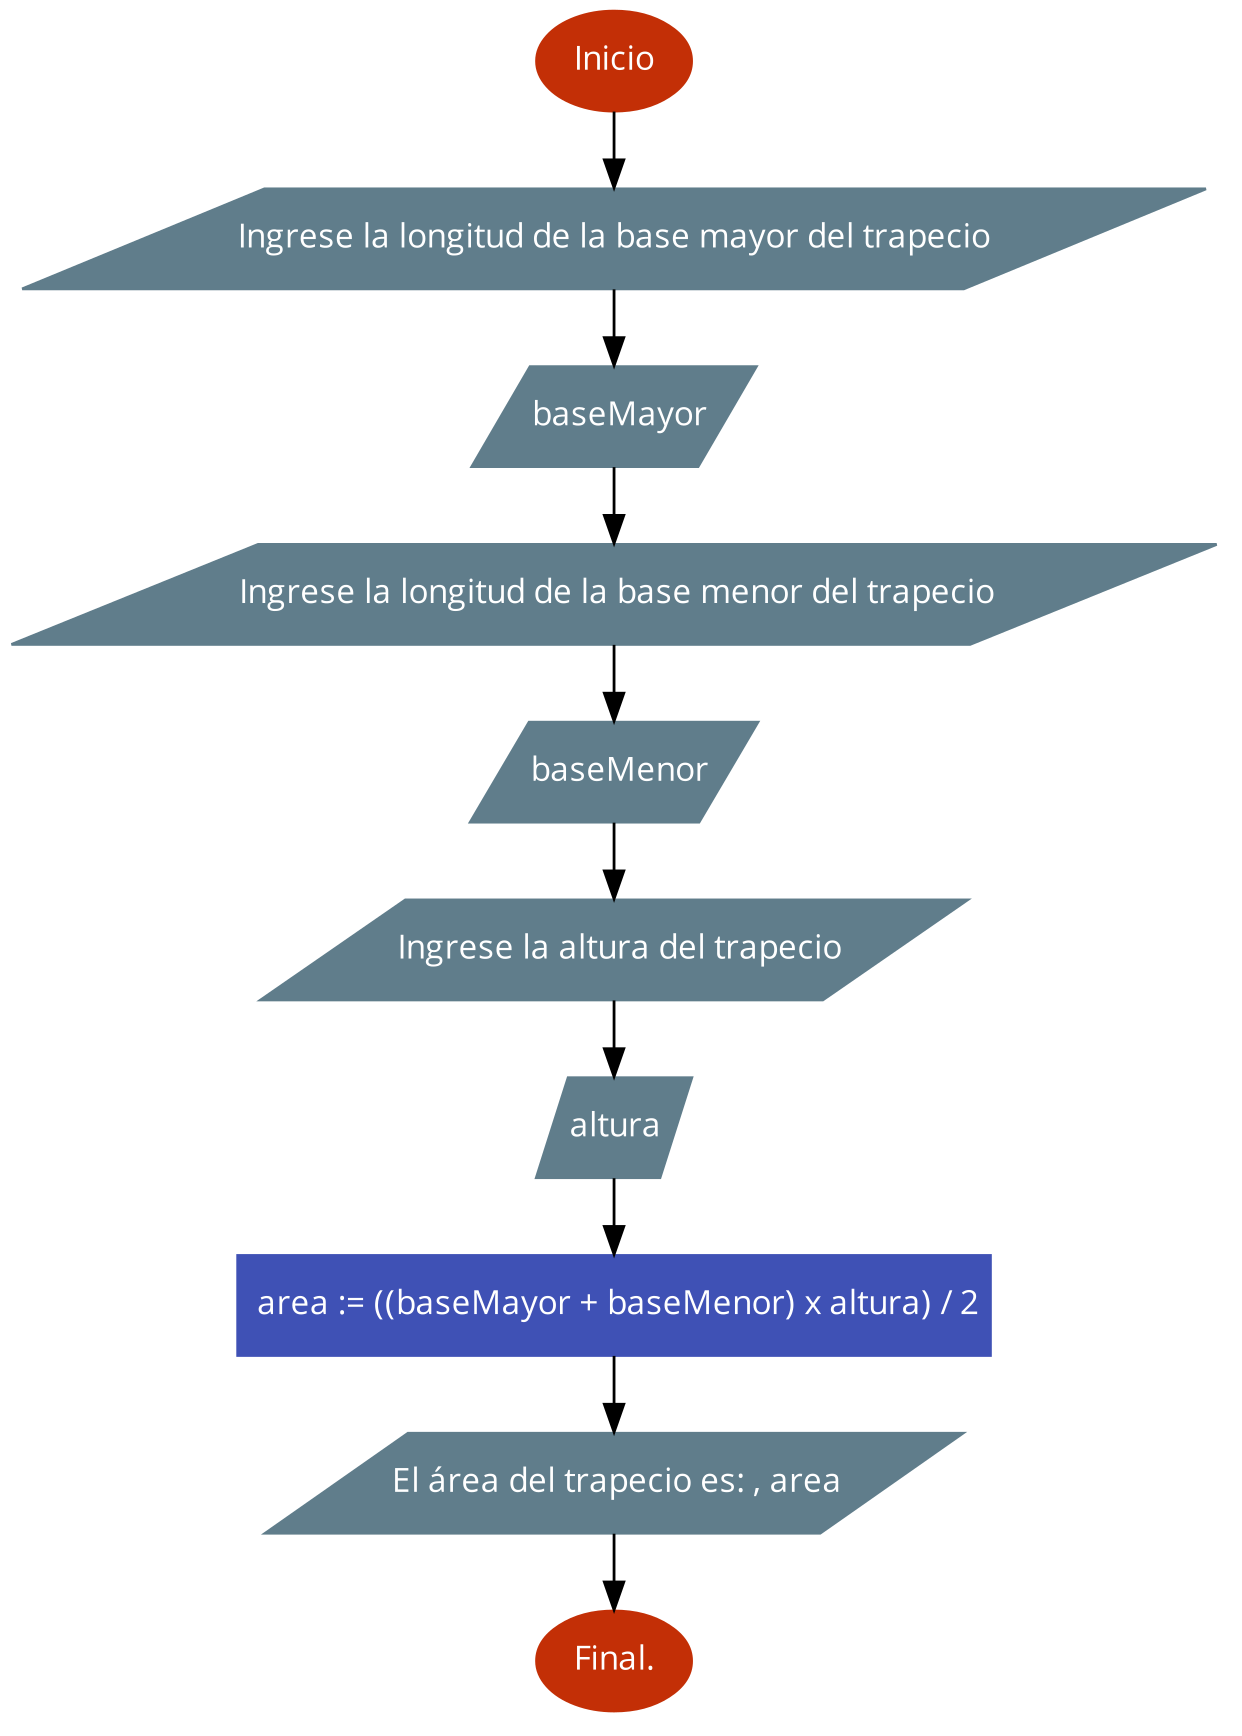 Inicio
Ingrese la longitud de la base mayor del trapecio
baseMayor
Ingrese la longitud de la base menor del trapecio
baseMenor
Ingrese la altura del trapecio
altura
area := ((baseMayor + baseMenor) x altura) / 2
El área del trapecio es: , area
Final.